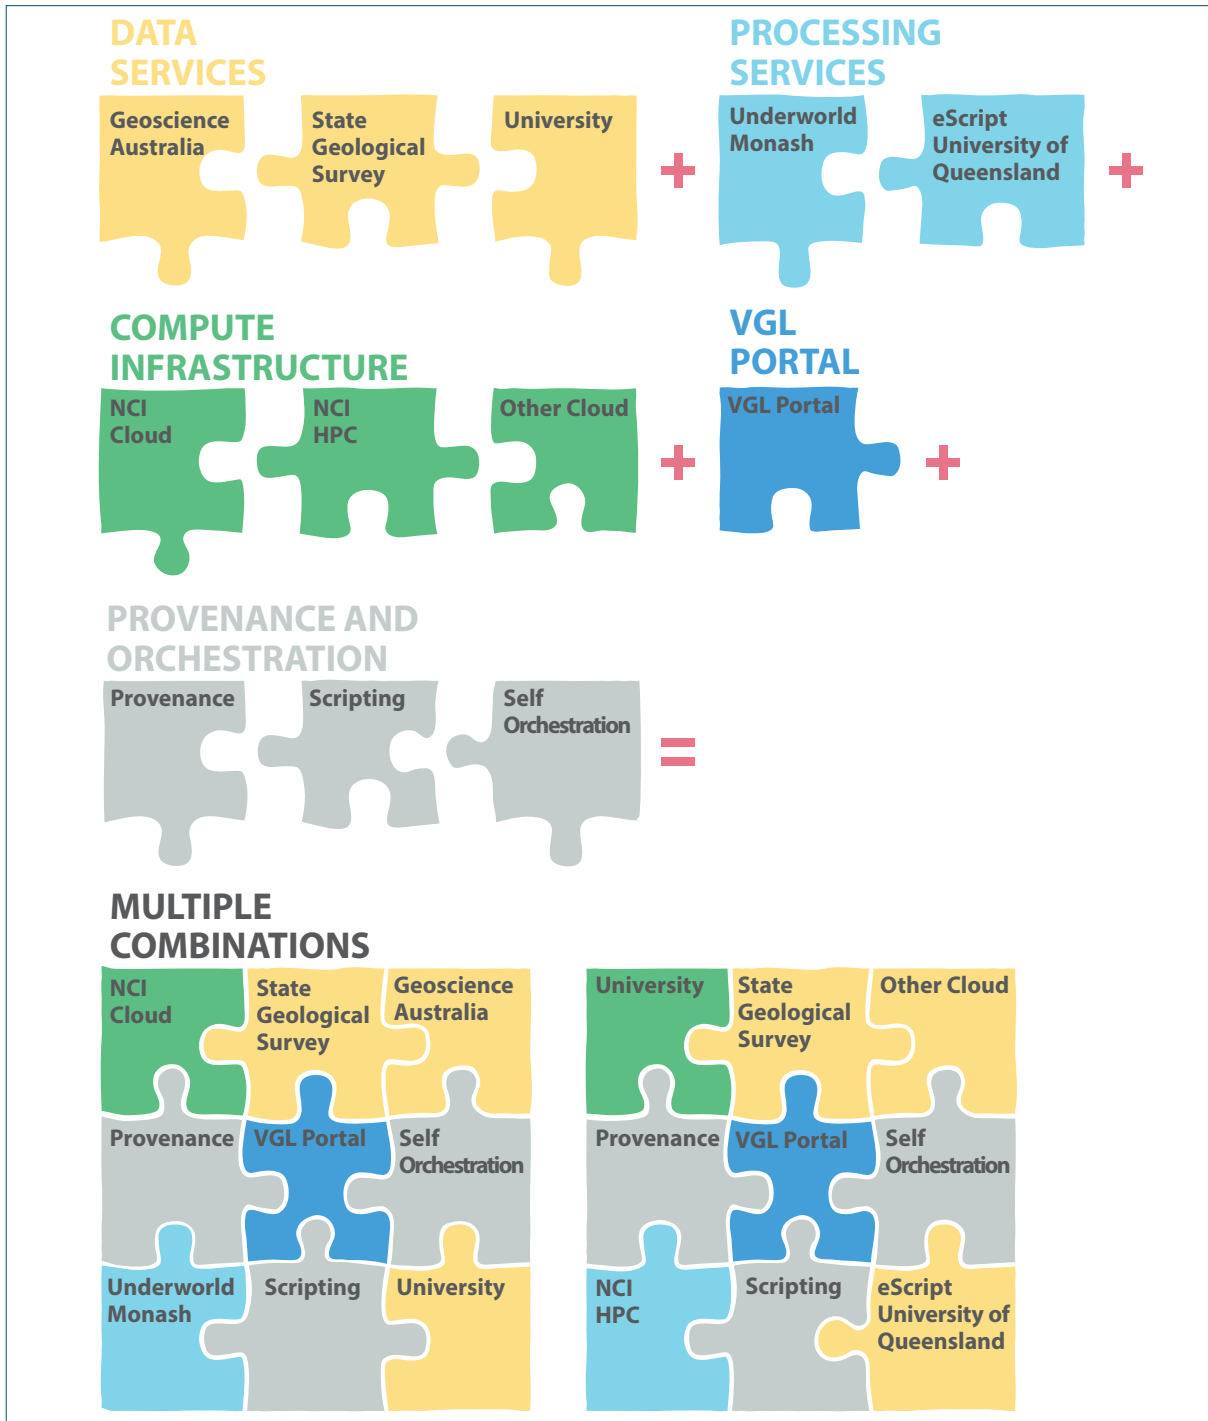 DATA
SERVICES
Geoscience
Australia
State
Geological
Survey
University
+
PROCESSING
SERVICES
Underworld
Monash
eScript
University of
Queensland
+
COMPUTE
INFRASTRUCTURE
NCI
Cloud
NCI
HPC
Other Cloud
+
VGL
PORTAL
VGL Portal
+
PROVENANCE AND
ORCHESTRATION
Provenance
Scripting
Self
Orchestration
=
MULTIPLE
COMBINATIONS
NCI
Cloud
State
Geological
Survey
Geoscience
Australia
Provenance
VGL Portal
Self
Orchestration
Underworld
Monash
Scripting
University
University
State
Geological
Survey
Other Cloud
Provenance
VGL Portal
Self
Orchestration
NCI
HPC
Scripting
eScript
University of
Queensland